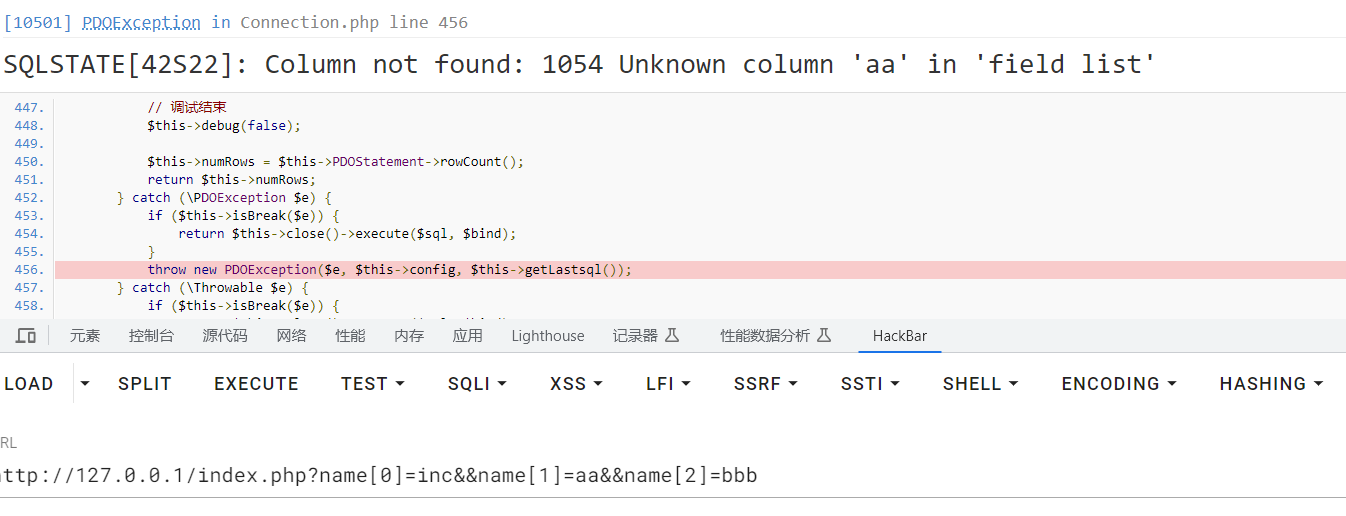 [10501] PDOException in Connection.php line 456
SQLSTATE[42S22]: Column not found: 1054 Unknown column 'aa' in 'field list'
447. // 调试结束
448. $this->debug(false);
449.
450. $this->numRows = $this->PDOStatement->rowCount();
451. return $this->numRows;
452. } catch (\PDOException $e) {
453. if ($this->isBreak($e)) {
454. return $this->close()->execute($sql, $bind);
455. }
456. throw new PDOException($e, $this->config, $this->getLastsql());
457. } catch (\Throwable $e) {
458. if ($this->isBreak($e)) {
元素 控制台 源代码 网络 性能 内存 应用 Lighthouse 记录器 性能数据分析 HackBar
LOAD SPLIT EXECUTE TEST SQLI XSS LFI SSRF SSTI SHELL ENCODING HASHING
RL
ttp://127.0.0.1/index.php?name[0]=inc&&name[1]=aa&&name[2]=bbb